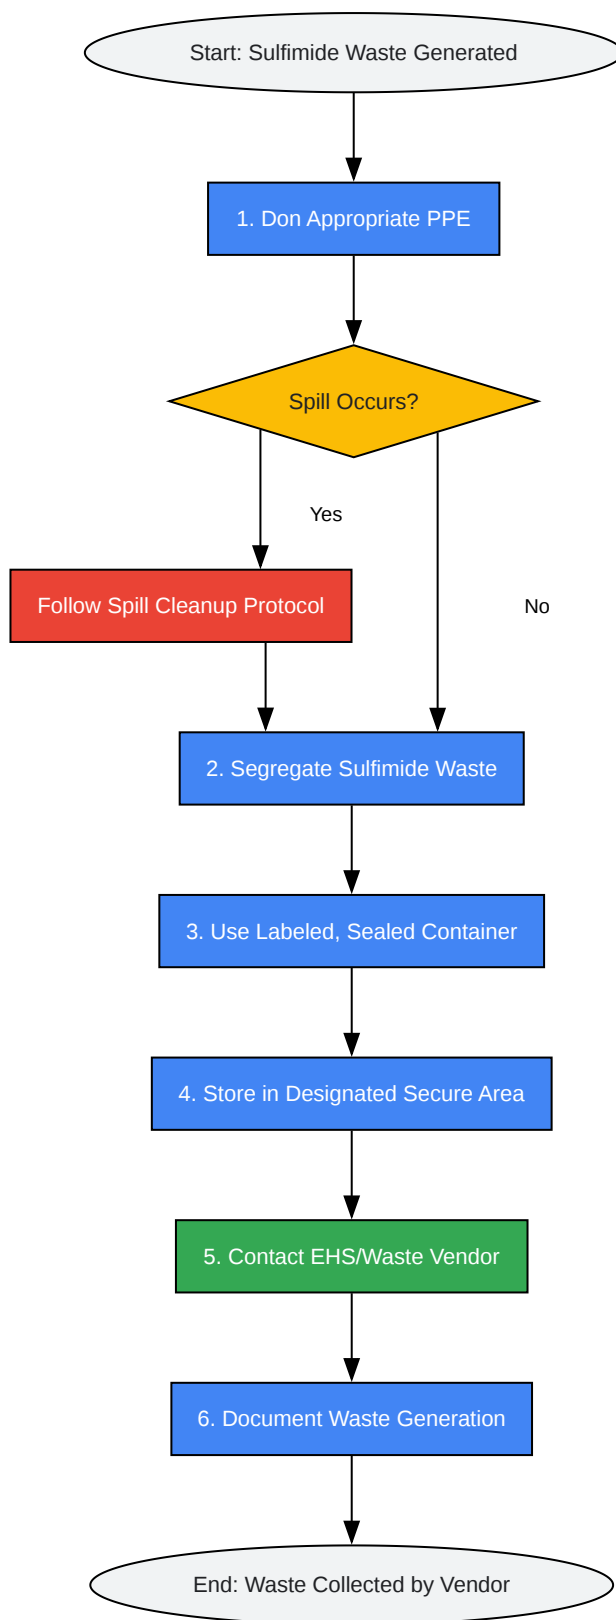 Start: Sulfimide Waste Generated
1. Don Appropriate PPE
Spill Occurs?
Yes
Follow Spill Cleanup Protocol
No
2. Segregate Sulfimide Waste
3. Use Labeled, Sealed Container
4. Store in Designated Secure Area
5. Contact EHS/Waste Vendor
6. Document Waste Generation
End: Waste Collected by Vendor